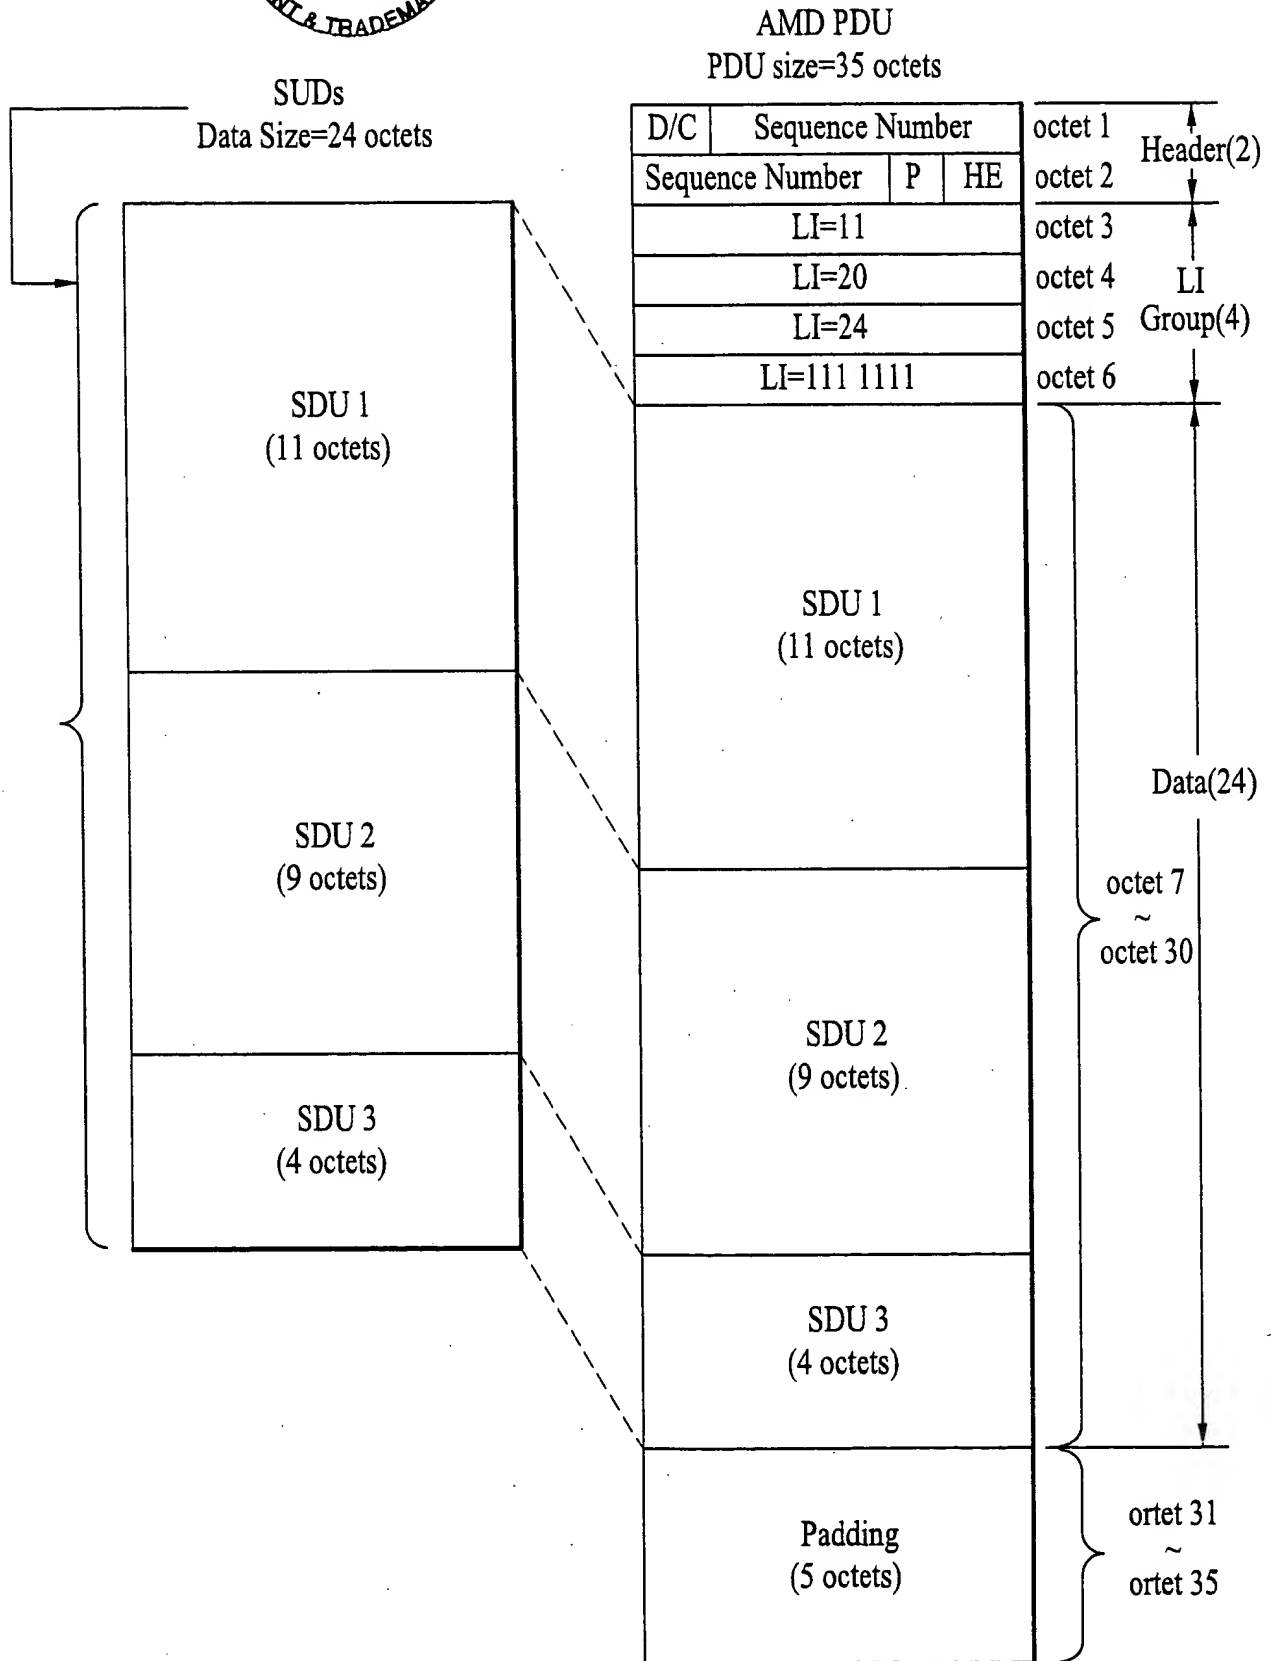 NT & TRADEMA
AMD PDU
PDU size=35 octets
SUDs
Data Size=24 octets
D/C Sequence Number octet 1
Header(2)
Sequence Number P HE octet 2
LI=11 octet 3
LI=20 octet 4
LI
Group(4)
LI=24 octet 5
LI=111 1111 octet 6
SDU 1
(11 octets)
SDU 1
(11 octets)
Data(24)
SDU 2
(9 octets)
octet 7
~
octet 30
SDU 2
(9 octets)
SDU 3
(4 octets)
SDU 3
(4 octets)
Padding
(5 octets)
ortet 31
~
ortet 35